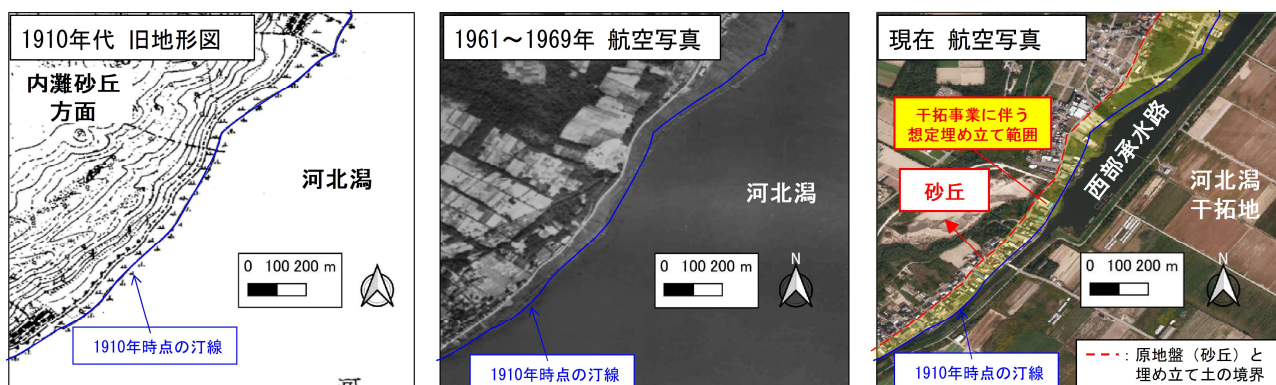 1910年代 旧地形図
内灘砂丘
方面
河北潟
0 100 200 m
1910年時点の汀線
1961～1969年 航空写真
河北潟
0 100 200 m
N
1910年時点の汀線
現在 航空写真
干拓事業に伴う
想定埋め立て範囲
西部承水路
砂丘
河北潟
干拓地
0 100 200 m
N
1910年時点の汀線
：原地盤（砂丘）と
埋め立て土の境界